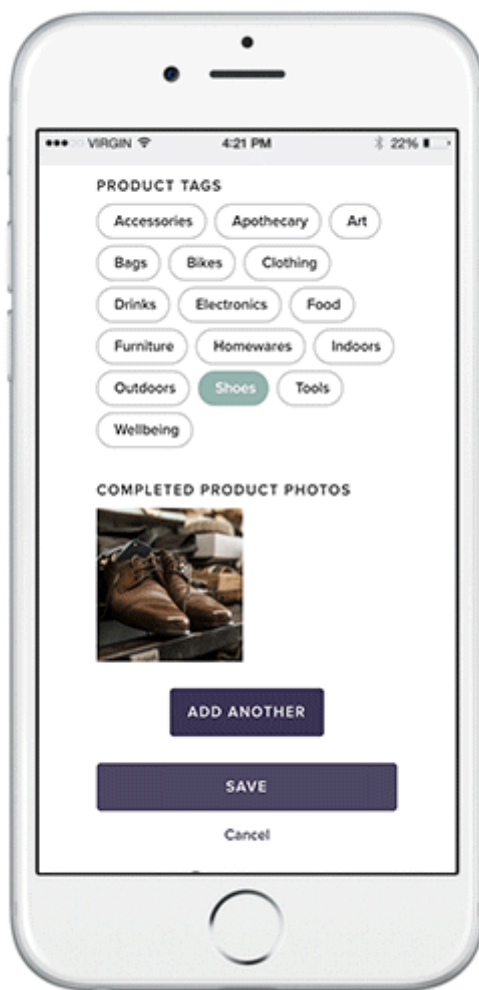 VIRGIN 4:21 PM 22%
PRODUCT TAGS
Accessories Apothecary Art
Bags Bikes Clothing
Drinks Electronics Food
Furniture Homewares Indoors
Outdoors Shoes Tools
Wellbeing
COMPLETED PRODUCT PHOTOS
ADD ANOTHER
SAVE
Cancel